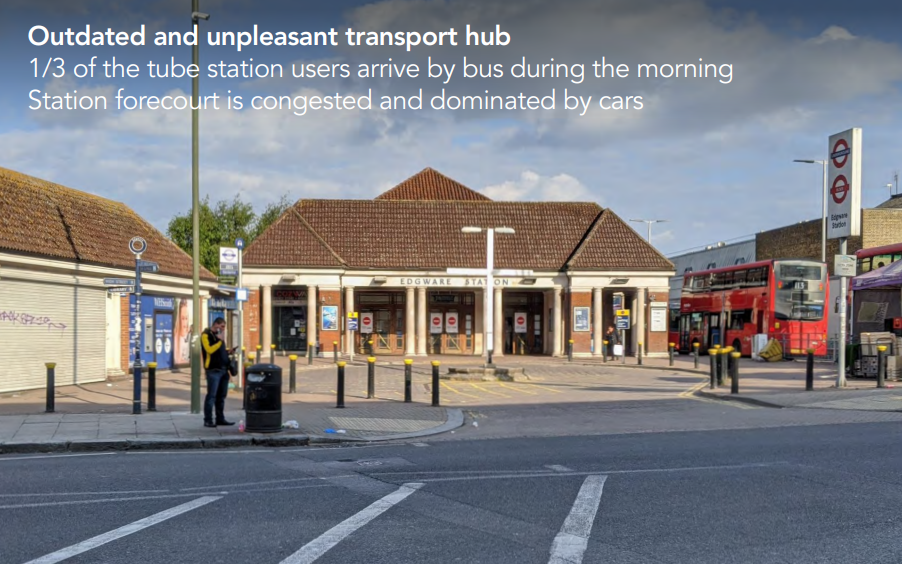 Outdated and unpleasant transport hub
1/3 of the tube station users arrive by bus during the morning
Station forecourt is congested and dominated by cars
EDGWARE STATION
Edgware
Station